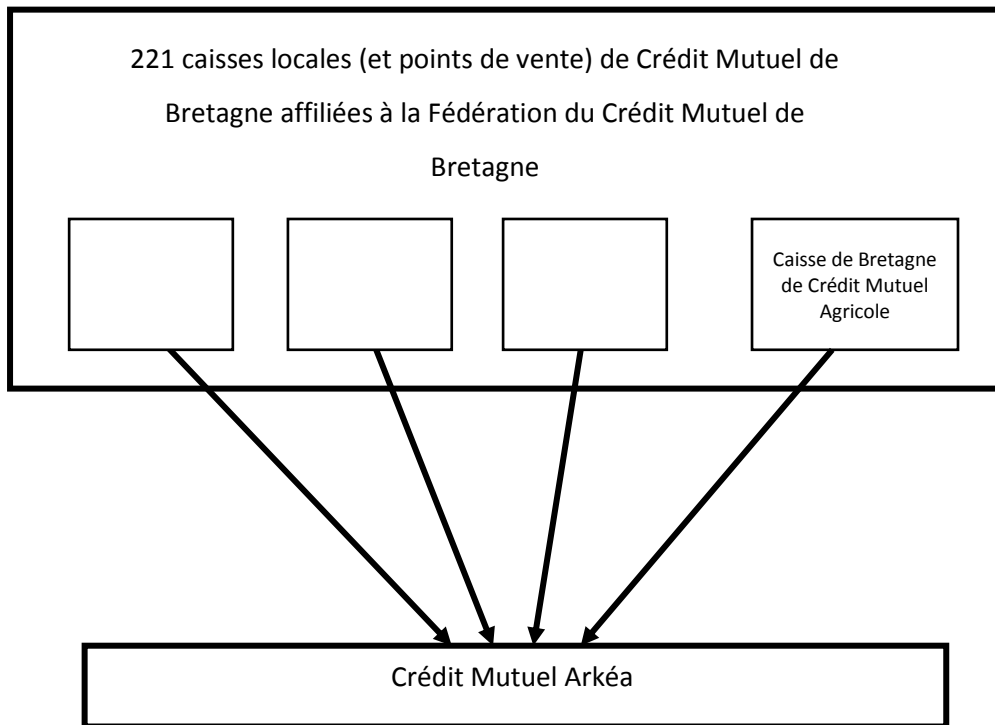 221 caisses locales (et points de vente) de Crédit Mutuel de
Bretagne affiliées à la Fédération du Crédit Mutuel de
Bretagne
Caisse de Bretagne
de Crédit Mutuel
Agricole
Crédit Mutuel Arkéa